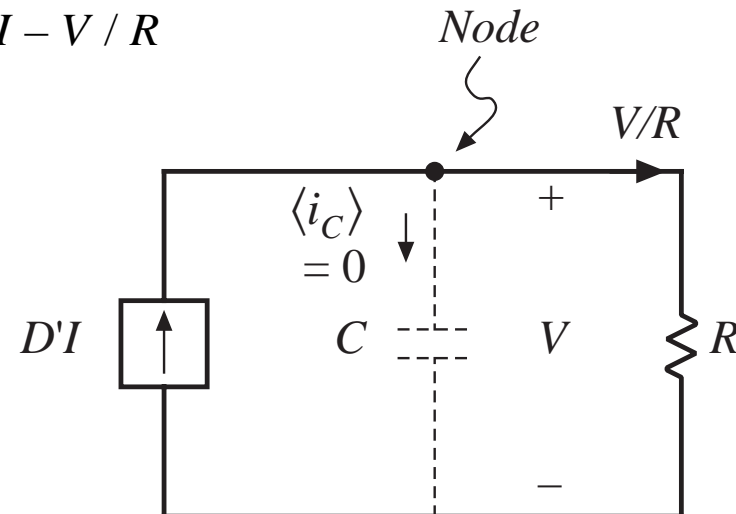 I – V / R
Node
V/R
⟨i_C⟩
= 0
+
D'I
C
V
R
–